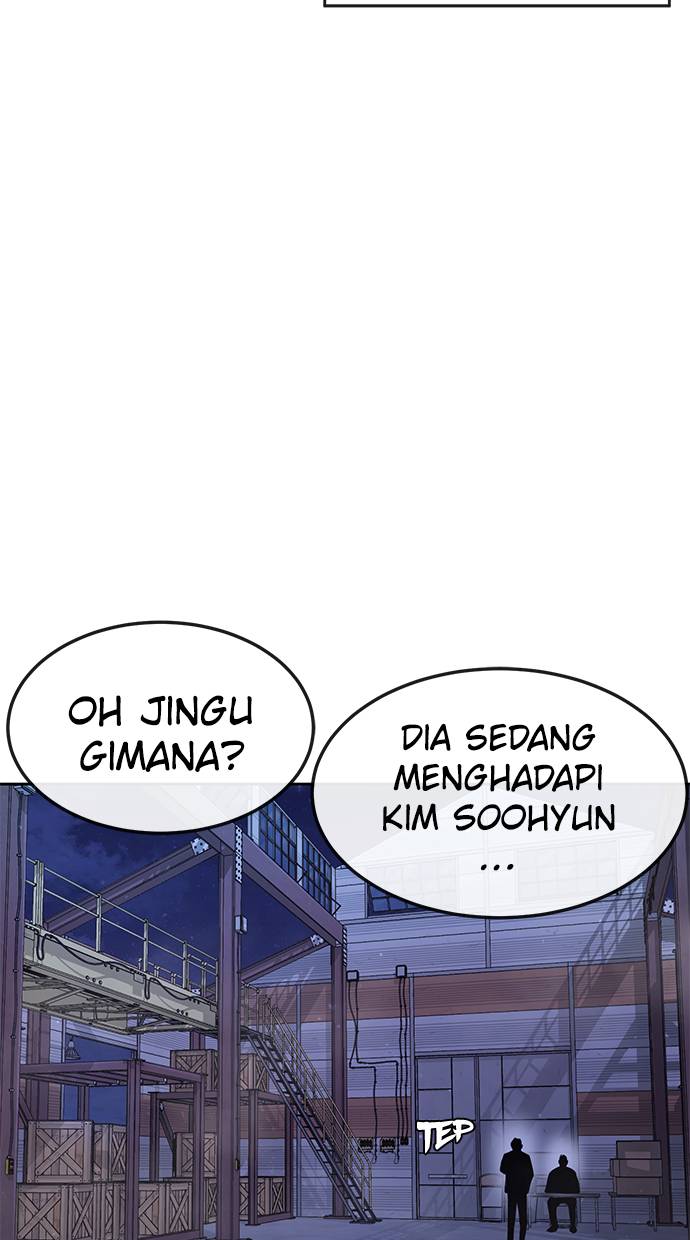 OH JINGU
GIMANA?
DIA SEDANG
MENGHADAPI
KIM SOOHYUN
...
TEP